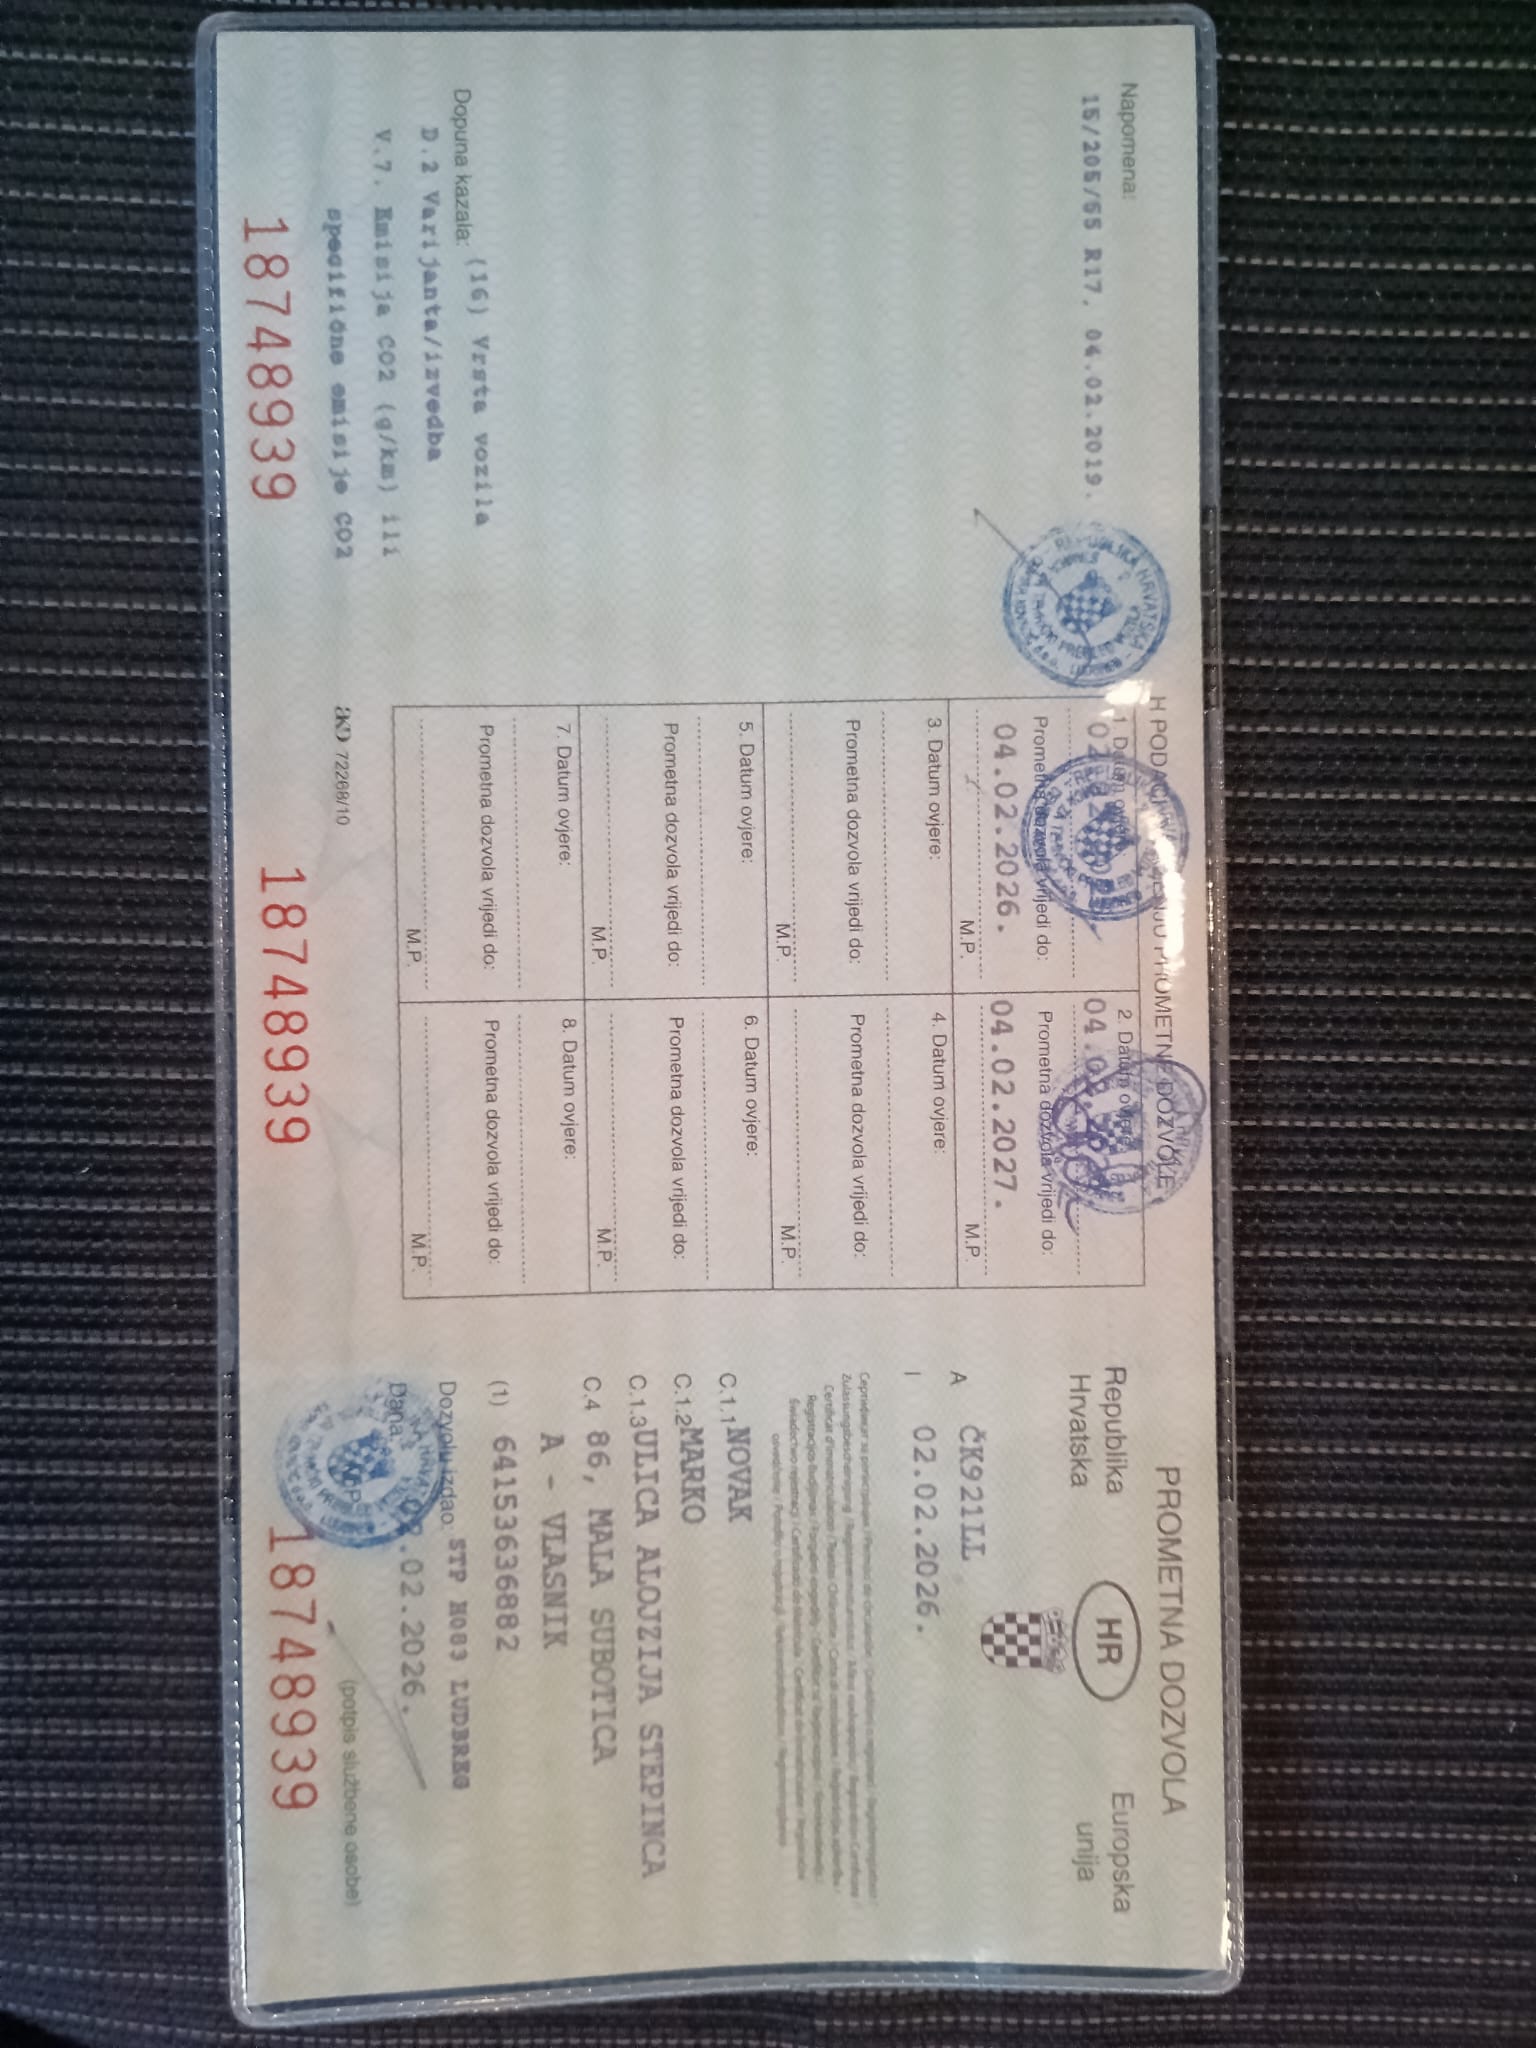 Napomena:
15/205/55 R17, 04.02.2019.
Dopuna kazala: (16) Vrsta vozila
D.2 Varijanta/izvedba
V.7. Emisija CO2 (g/km) ili
specifične emisije CO2
18748939
PROMETNE DOZVOLE
1. Datum ovjere:
Prometna dozvola vrijedi do:
04.02.2026.
M.P.
2. Datum ovjere:
Prometna dozvola vrijedi do:
04.02.2027.
M.P.
3. Datum ovjere:
Prometna dozvola vrijedi do:
M.P.
4. Datum ovjere:
Prometna dozvola vrijedi do:
M.P.
5. Datum ovjere:
Prometna dozvola vrijedi do:
M.P.
6. Datum ovjere:
Prometna dozvola vrijedi do:
M.P.
7. Datum ovjere:
Prometna dozvola vrijedi do:
M.P.
8. Datum ovjere:
Prometna dozvola vrijedi do:
M.P.
AKD 72268/10
18748939
PROMETNA DOZVOLA
Republika
Hrvatska
HR
Europska
unija
A ČK921LL
I 02.02.2026.
C.1.1 NOVAK
C.1.2 MARKO
C.1.3 ULICA ALOJZIJA STEPINCA
86, MALA SUBOTICA
C.4 A - VLASNIK
(1) 64153636882
Dozvolu izdao: STP H083 LUDBREG
Dana, .02.2026.
(potpis službene osobe)
18748939